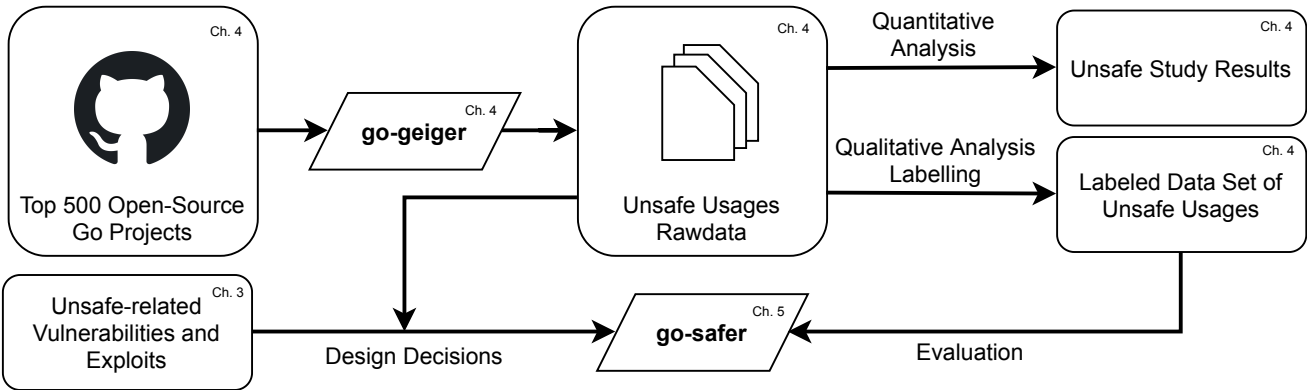 Ch. 4
Top 500 Open-Source
Go Projects
Ch. 4
go-geiger
Ch. 4
Unsafe Usages
Rawdata
Quantitative
Analysis
Ch. 4
Unsafe Study Results
Qualitative Analysis
Labelling
Ch. 4
Labeled Data Set of
Unsafe Usages
Ch. 3
Unsafe-related
Vulnerabilities and
Exploits
Design Decisions
Ch. 5
go-safer
Evaluation